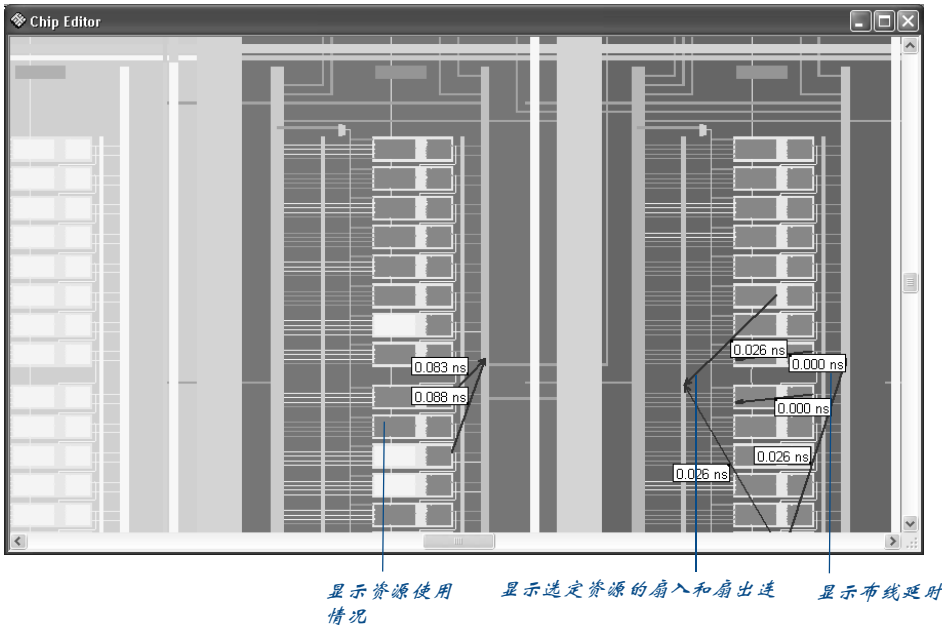 Chip Editor
0.026 ns
0.083 ns
0.000 ns
0.088 ns
0.000 ns
0.026 ns
0.026 ns
显示资源使用
情况
显示选定资源的扇入和扇出连
显示布线延时